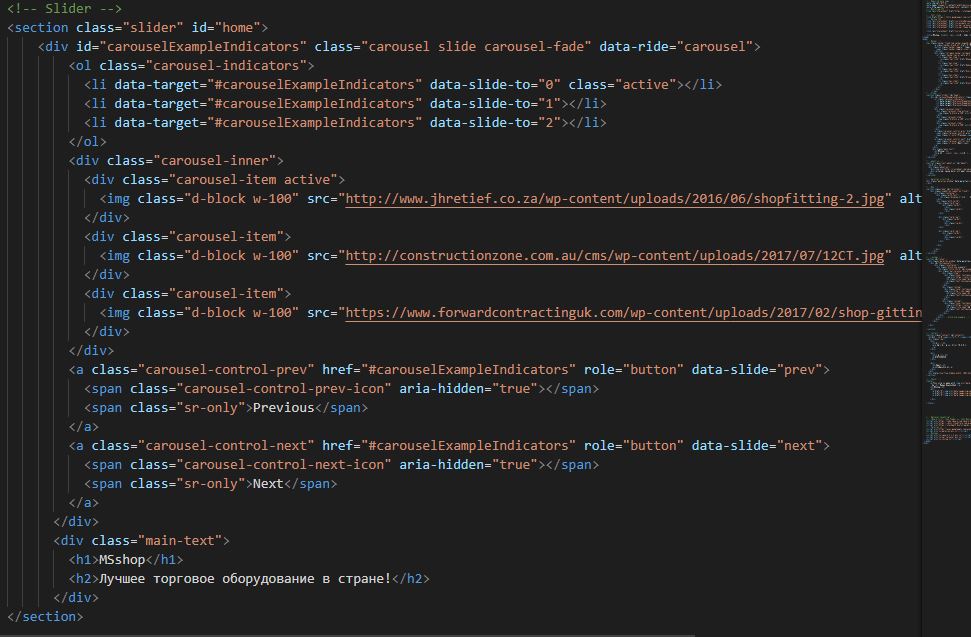 <!-- Slider -->
<section class="slider" id="home">
<div id="carouselExampleIndicators" class="carousel slide carousel-fade" data-ride="carousel">
<ol class="carousel-indicators">
<li data-target="#carouselExampleIndicators" data-slide-to="0" class="active"></li>
<li data-target="#carouselExampleIndicators" data-slide-to="1"></li>
<li data-target="#carouselExampleIndicators" data-slide-to="2"></li>
</ol>
<div class="carousel-inner">
<div class="carousel-item active">
<img class="d-block w-100" src="http://www.jhretief.co.za/wp-content/uploads/2016/06/shopfitting-2.jpg" alt
</div>
<div class="carousel-item">
<img class="d-block w-100" src="http://constructionzone.com.au/cms/wp-content/uploads/2017/07/12CT.jpg" alt
</div>
<div class="carousel-item">
<img class="d-block w-100" src="https://www.forwardcontractinguk.com/wp-content/uploads/2017/02/shop-gittin
</div>
</div>
<a class="carousel-control-prev" href="#carouselExampleIndicators" role="button" data-slide="prev">
<span class="carousel-control-prev-icon" aria-hidden="true"></span>
<span class="sr-only">Previous</span>
</a>
<a class="carousel-control-next" href="#carouselExampleIndicators" role="button" data-slide="next">
<span class="carousel-control-next-icon" aria-hidden="true"></span>
<span class="sr-only">Next</span>
</a>
</div>
<div class="main-text">
<h1>MSshop</h1>
<h2>Лучшее торговое оборудование в стране!</h2>
</div>
</section>